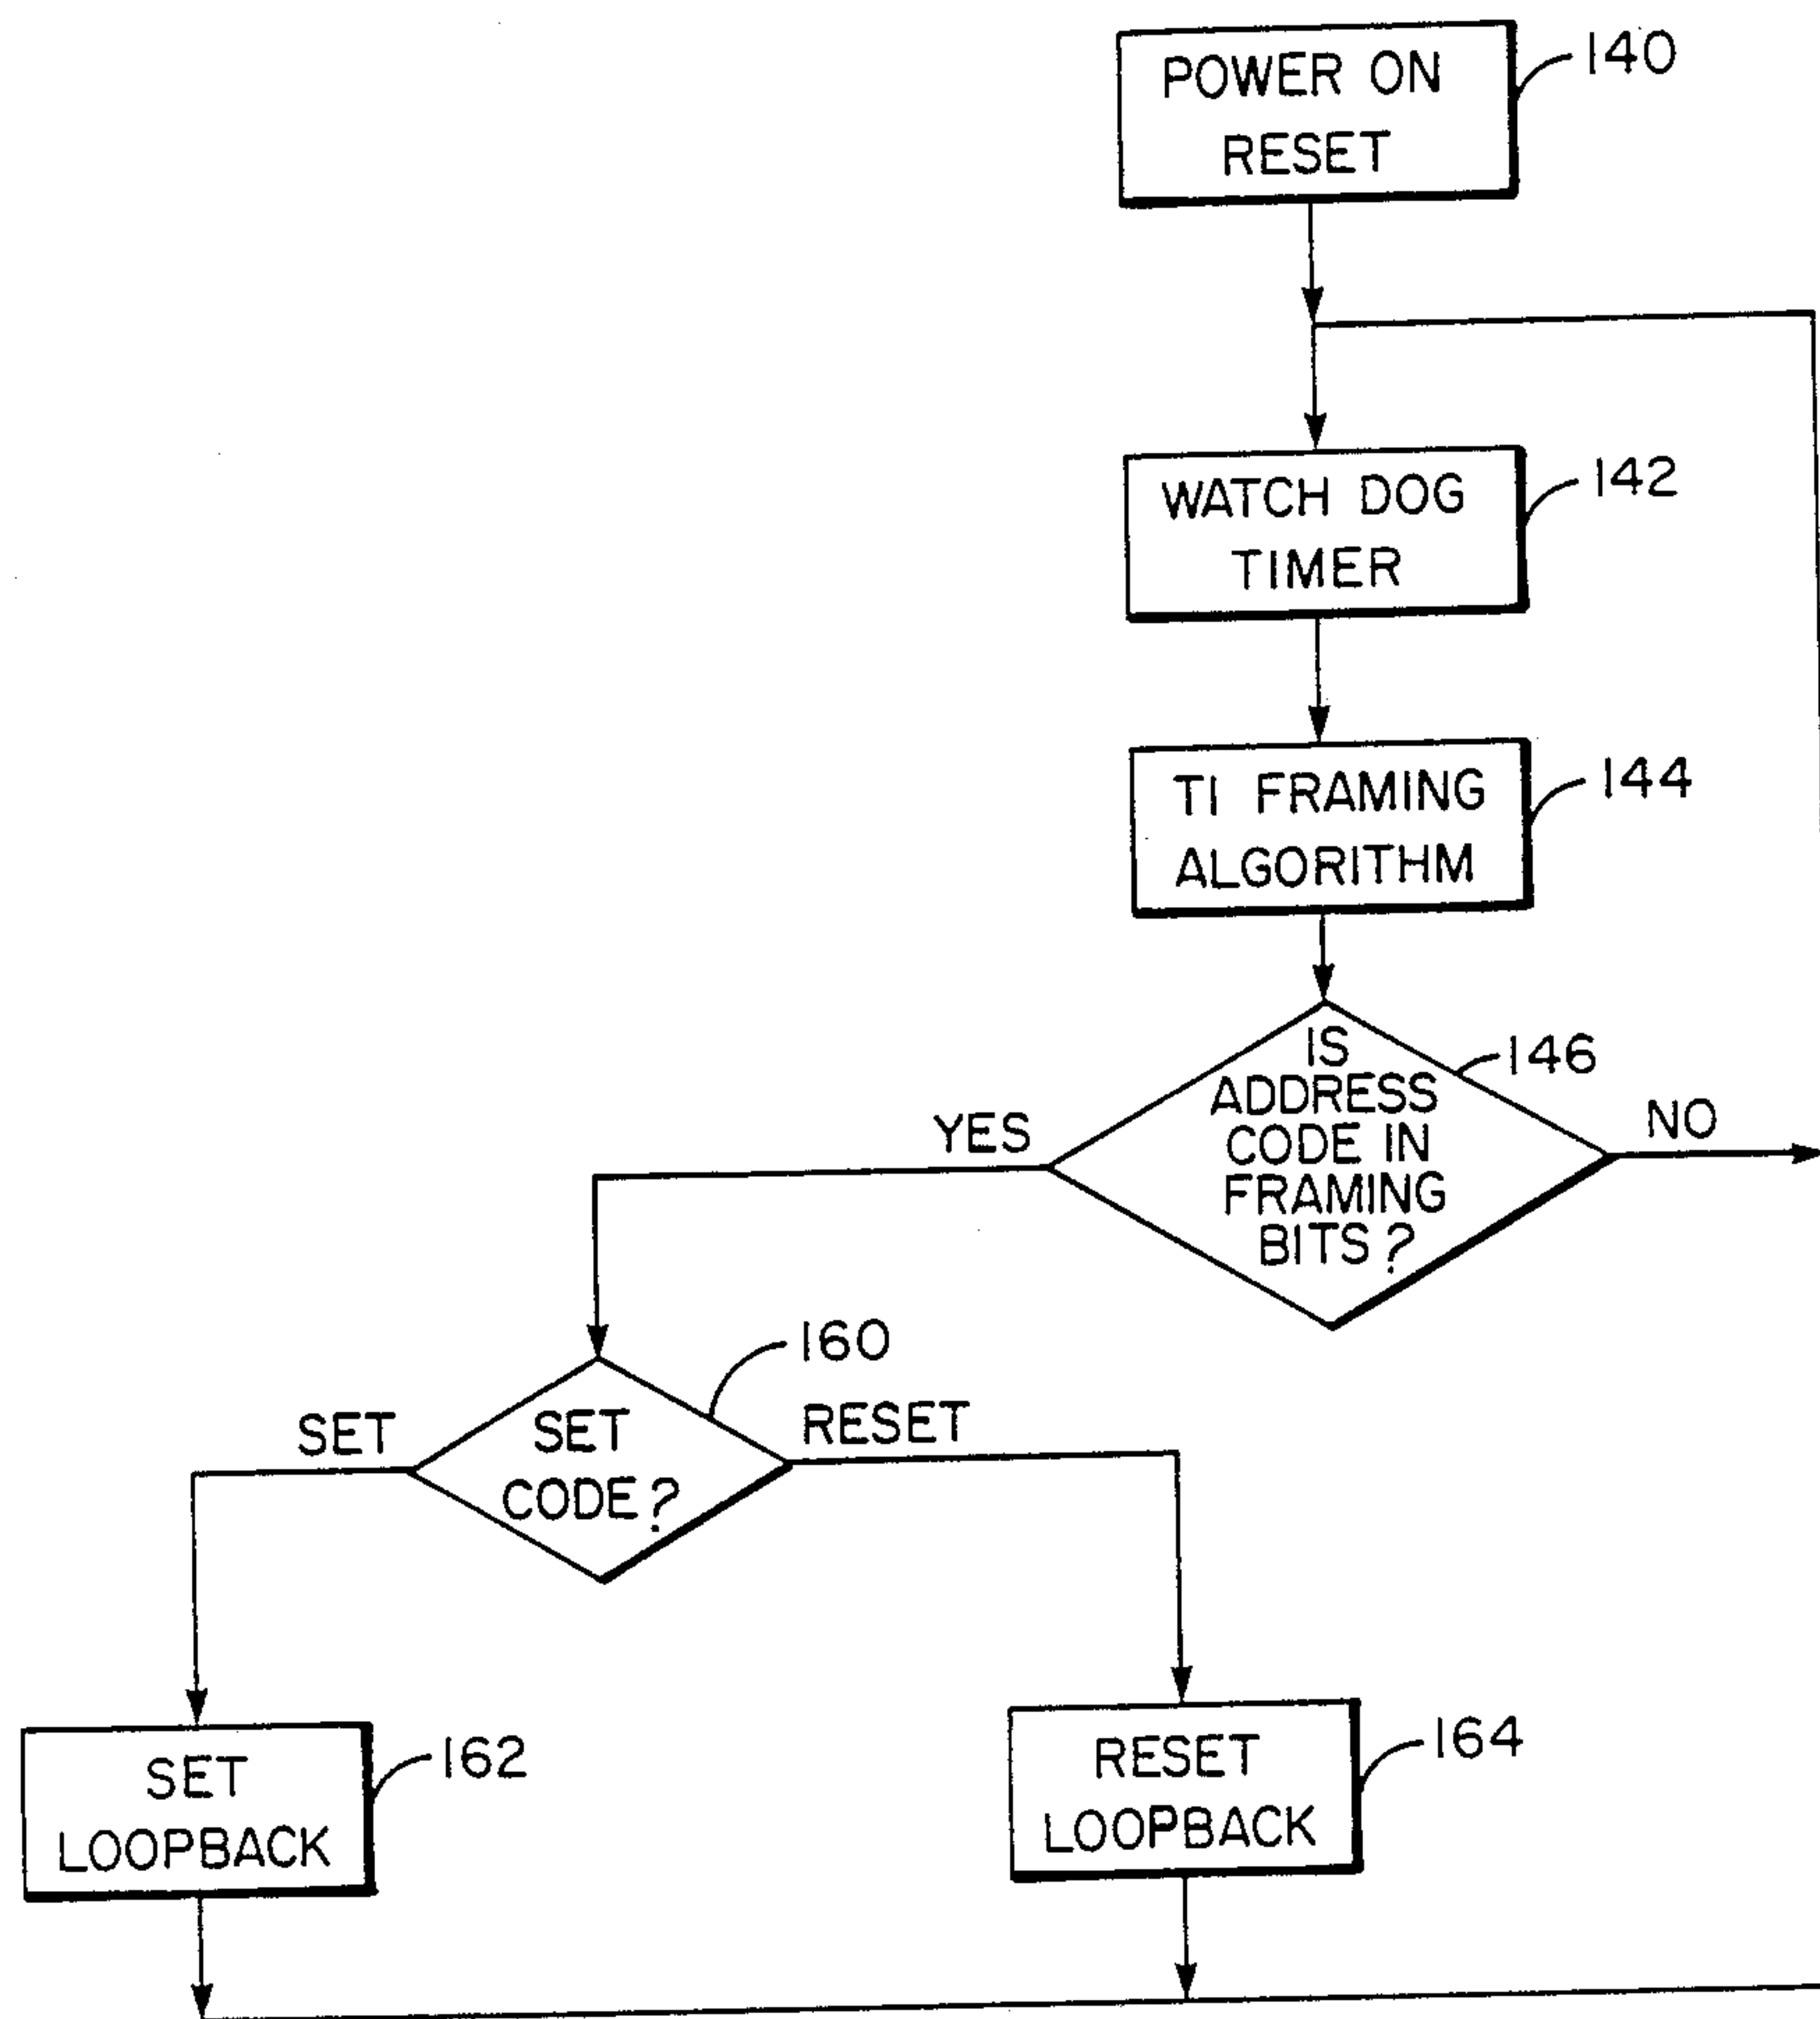 POWER ON
RESET
140
WATCH DOG
TIMER
142
T1 FRAMING
ALGORITHM
144
IS
ADDRESS
CODE IN
FRAMING
BITS?
146
YES
NO
SET
CODE?
160
SET
RESET
SET
LOOPBACK
162
RESET
LOOPBACK
164